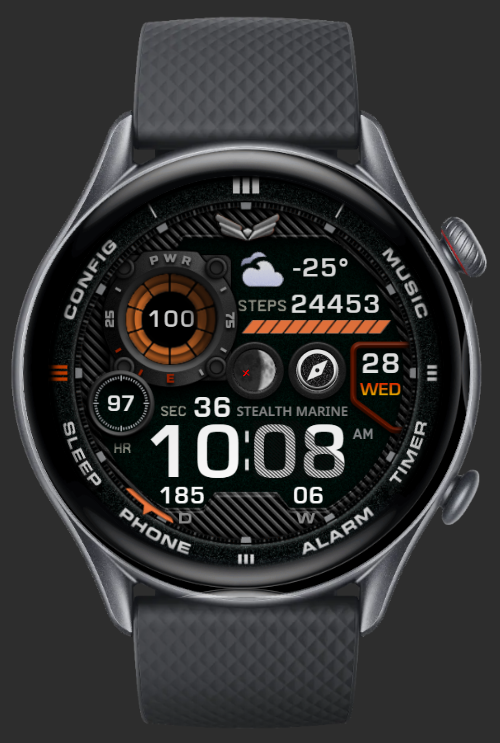 CONFIG
MUSIC
PWR
-25°
25
100
75
STEPS 24453
E
28
WED
97
SEC 36 STEALTH MARINE
HR
10:08 AM
185
06
D
W
SLEEP
TIMER
PHONE
ALARM